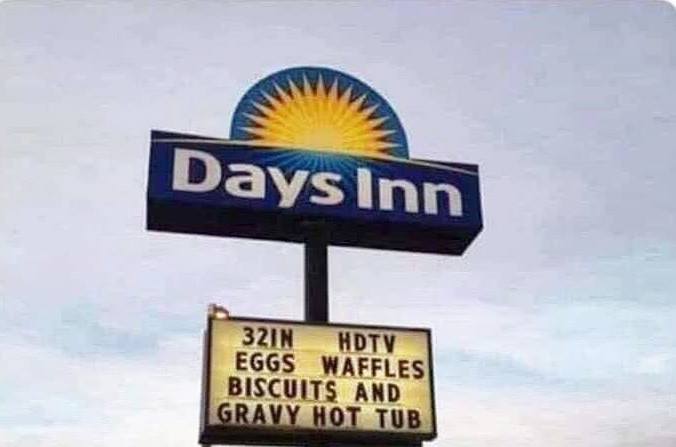 Days Inn
32IN HDTV
EGGS WAFFLES
BISCUITS AND
GRAVY HOT TUB